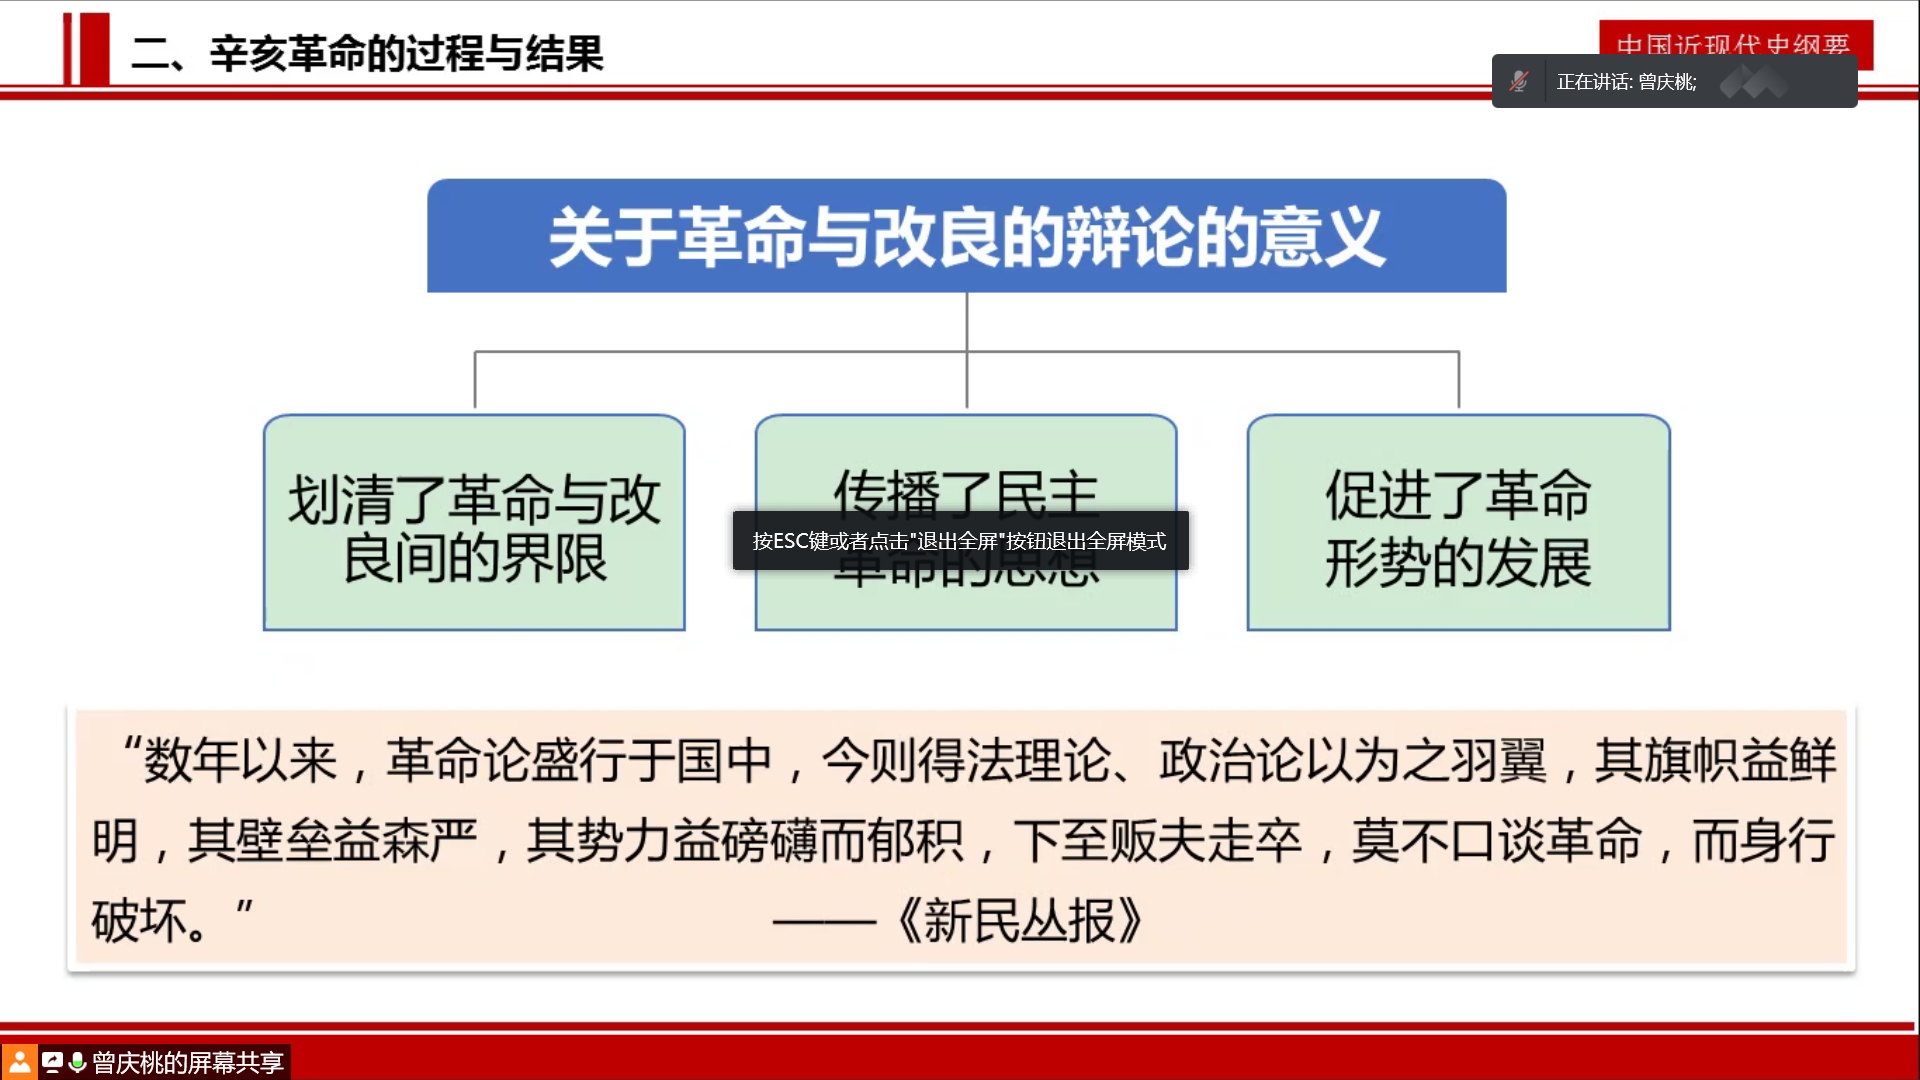 二、辛亥革命的过程与结果
中国近现代史纲要
正在讲话: 曾庆桃;
关于革命与改良的辩论的意义
划清了革命与改
良间的界限
传播了民主
革命的思想
促进了革命
形势的发展
按ESC键或者点击"退出全屏"按钮退出全屏模式
“数年以来，革命论盛行于国中，今则得法理论、政治论以为之羽翼，其旗帜益鲜
明，其壁垒益森严，其势力益磅礴而郁积，下至贩夫走卒，莫不口谈革命，而身行
破坏。” ——《新民丛报》
曾庆桃的屏幕共享